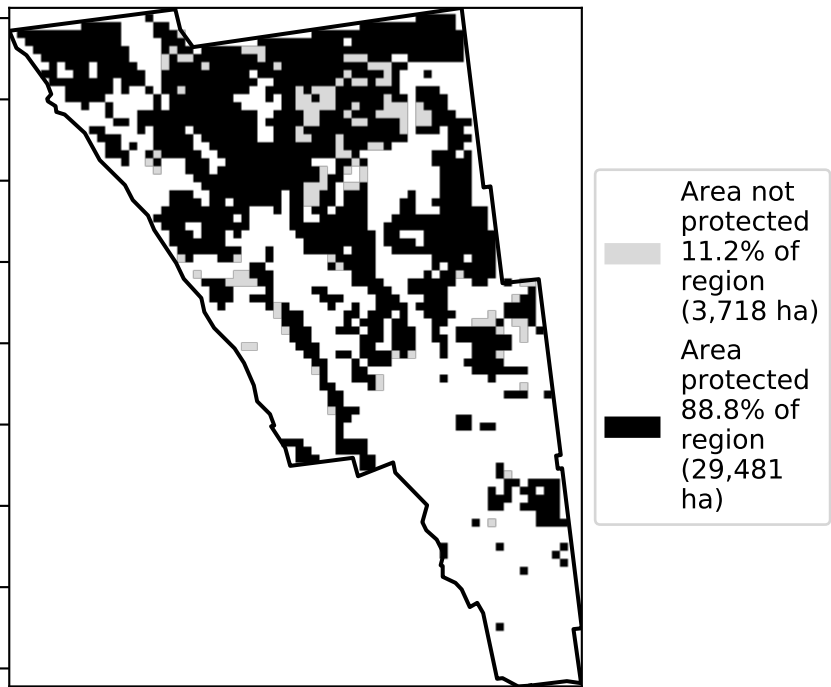 Area not
protected
11.2% of
region
(3,718 ha)
Area
protected
88.8% of
region
(29,481
ha)